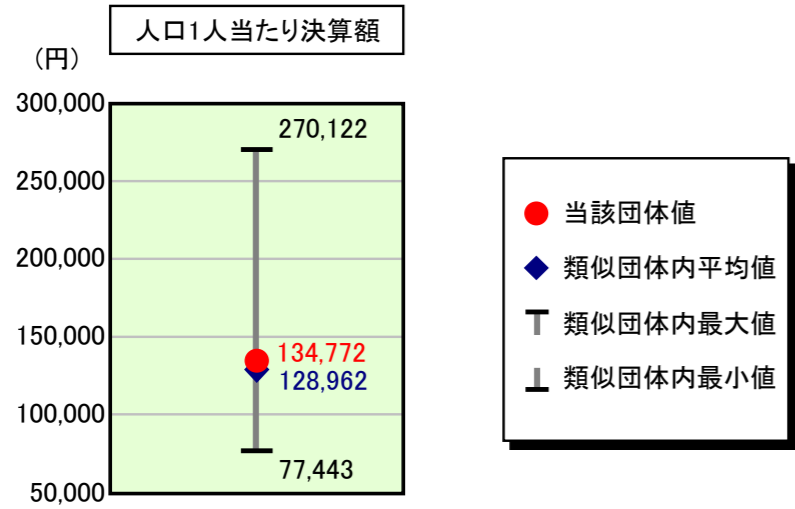 人口1人当たり決算額
（円）
300,000
270,122
250,000
200,000
150,000
134,772
128,962
100,000
77,443
50,000
当該団体値
類似団体内平均値
類似団体内最大値
類似団体内最小値